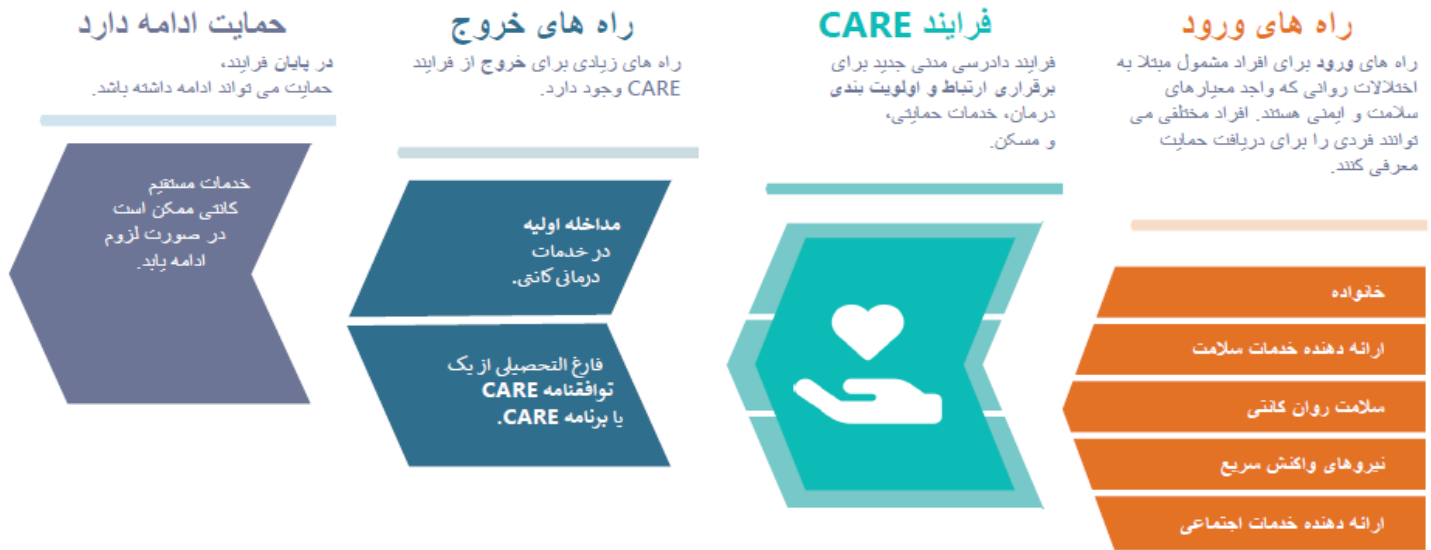 راه های ورود
راه های ورود برای افراد مشمول مبتلا به
اختلالات روانی که واجد معیارهای
سلامت و ایمنی هستند. افراد مختلفی می
توانند فردی را برای دریافت حمایت
معرفی کنند.
خانواده
ارائه دهنده خدمات سلامت
سلامت روان کانتی
نیروهای واکنش سریع
ارائه دهنده خدمات اجتماعی
فرایند CARE
فرایند دادرسی مدنی جدید برای
برقراری ارتباط و اولویت بندی
درمان، خدمات حمایتی،
و مسکن.
راه های خروج
راه های زیادی برای خروج از فرایند
CARE وجود دارد.
مداخله اولیه
در خدمات
درمانی کانتی.
فارغ التحصیلی از یک
توافقنامه CARE
یا برنامه CARE.
حمایت ادامه دارد
در پایان فرایند،
حمایت می تواند ادامه داشته باشد.
خدمات مستقیم
کانتی ممکن است
در صورت لزوم
ادامه یابد.